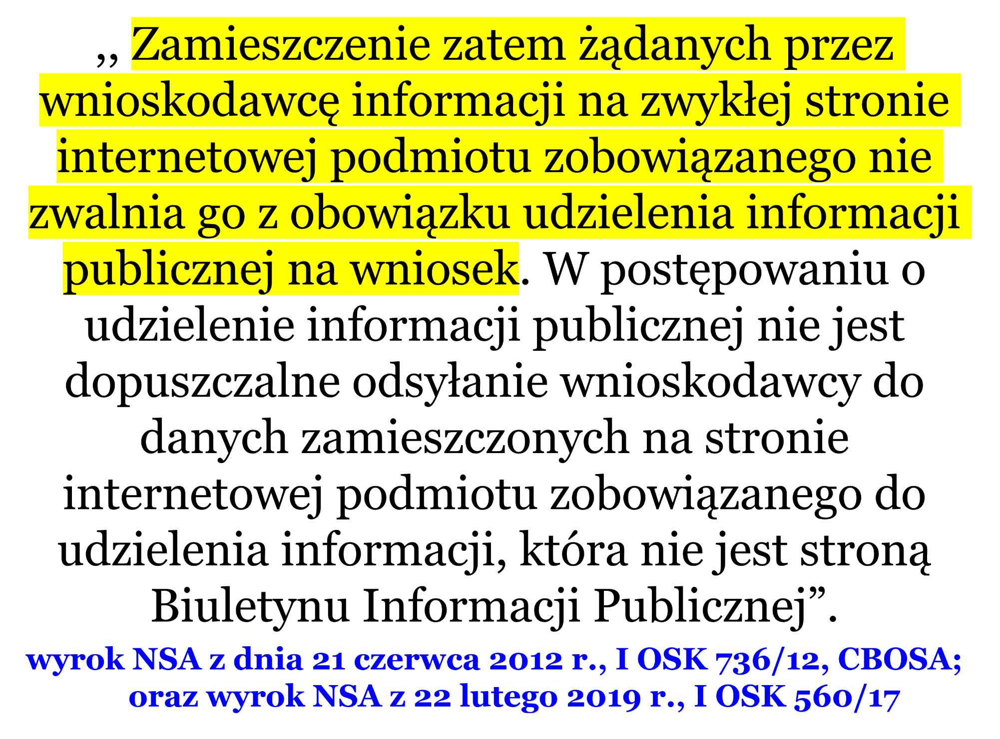 ,, Zamieszczenie zatem żądanych przez
wnioskodawcę informacji na zwykłej stronie
internetowej podmiotu zobowiązanego nie
zwalnia go z obowiązku udzielenia informacji
publicznej na wniosek. W postępowaniu o
udzielenie informacji publicznej nie jest
dopuszczalne odsyłanie wnioskodawcy do
danych zamieszczonych na stronie
internetowej podmiotu zobowiązanego do
udzielenia informacji, która nie jest stroną
Biuletynu Informacji Publicznej”.
wyrok NSA z dnia 21 czerwca 2012 r., I OSK 736/12, CBOSA;
oraz wyrok NSA z 22 lutego 2019 r., I OSK 560/17